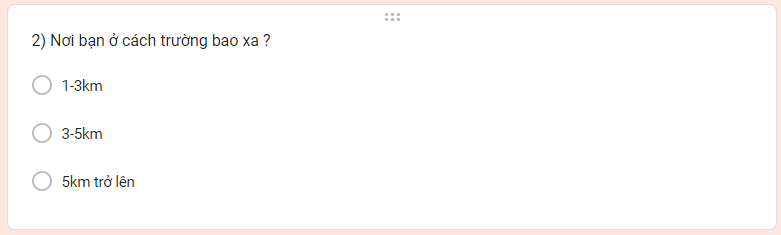 2) Nơi bạn ở cách trường bao xa ?
1-3km
3-5km
5km trở lên